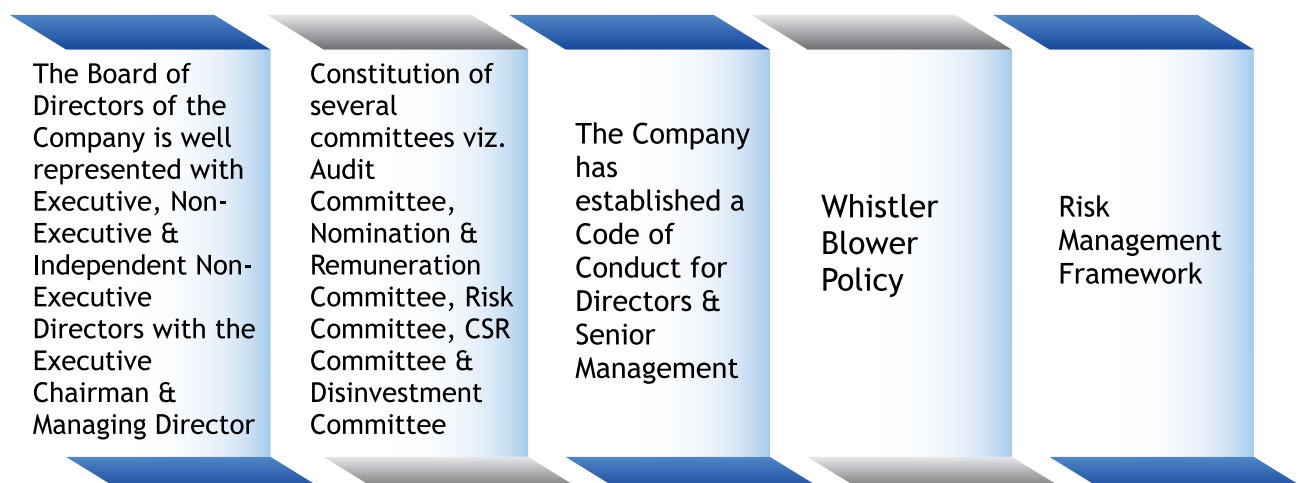 The Board of
Directors of the
Company is well
represented with
Executive, Non-
Executive &
Independent Non-
Executive
Directors with the
Executive
Chairman &
Managing Director
Constitution of
several
committees viz.
Audit
Committee,
Nomination &
Remuneration
Committee, Risk
Committee, CSR
Committee &
Disinvestment
Committee
The Company
has
established a
Code of
Conduct for
Directors &
Senior
Management
Whistler
Blower
Policy
Risk
Management
Framework